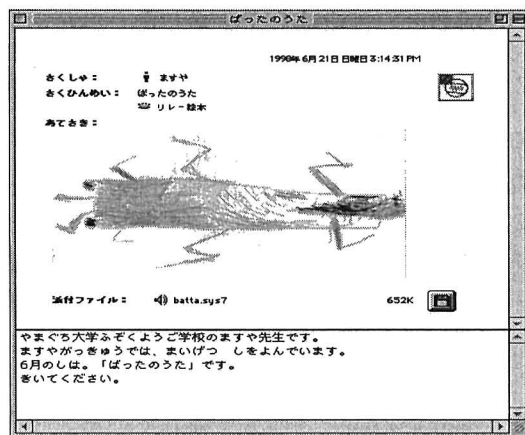 ばったのうた
1998年6月21日 日曜日 3:14:31 PM
さくしゃ： ますや
さくひんめい： ばったのうた
リレー絵本
あてさき：
添付ファイル： batta.sys7 652K
やまぐち大学ふぞくようご学校のますや先生です。
ますやがっきゅうでは、まいげつ　しをよんでいます。
6月のしは。「ばったのうた」です。
きいてください。